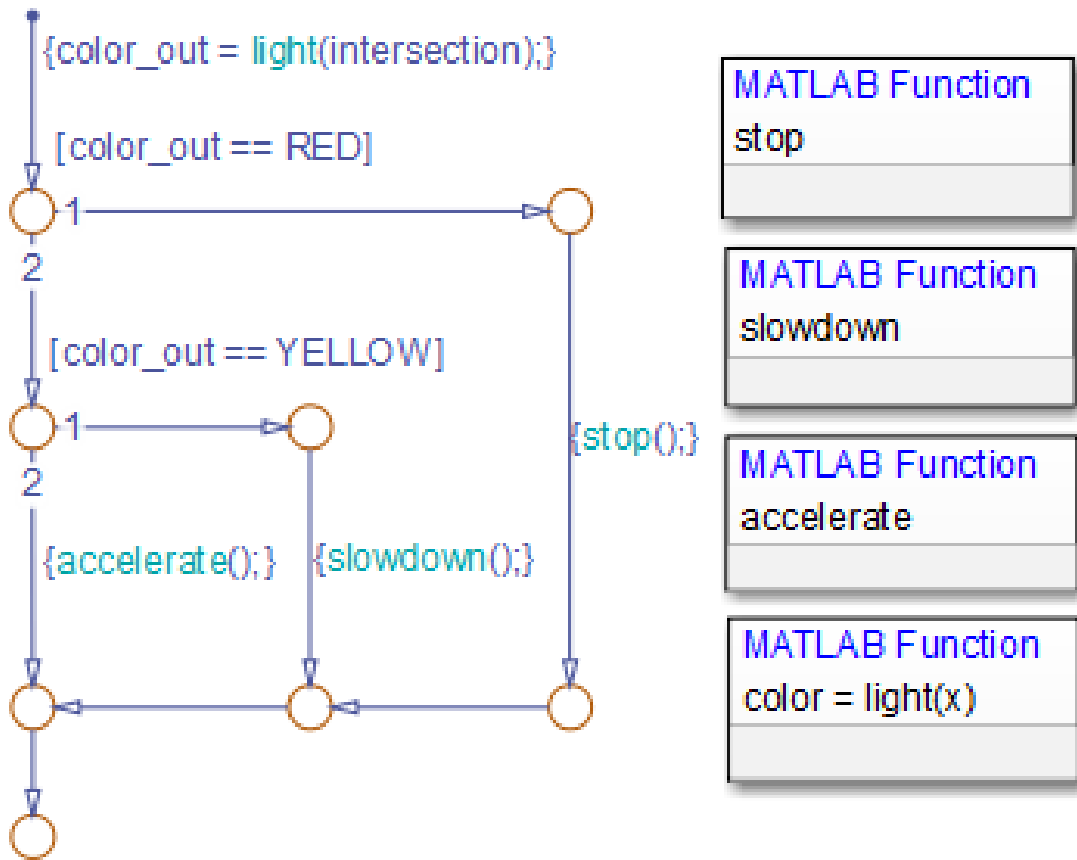 {color_out = light(intersection);}
[color_out == RED]
1
2
[color_out == YELLOW]
1
2
{accelerate();}
{slowdown();}
{stop();}
MATLAB Function
stop
MATLAB Function
slowdown
MATLAB Function
accelerate
MATLAB Function
color = light(x)